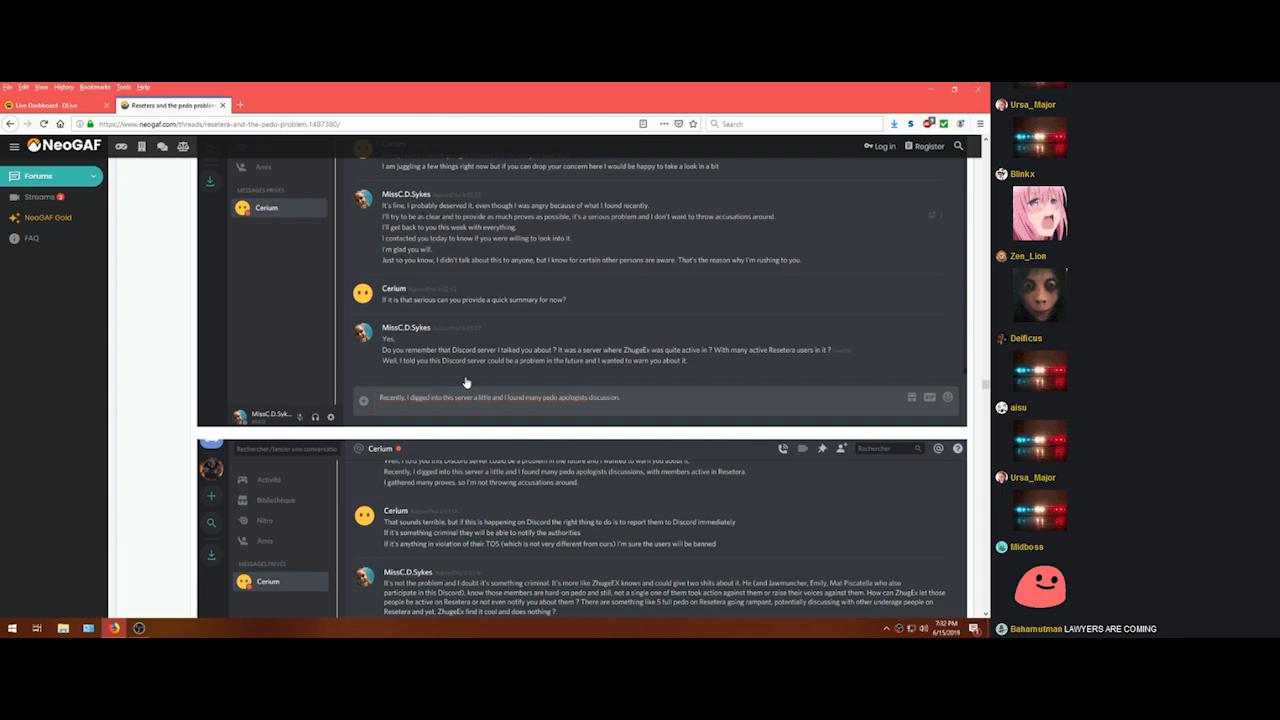 File Edit View History Bookmarks Tools Help
Live Dashboard - DLive
Resetera and the pedo problem
https://www.neogaf.com/threads/resetera-and-the-pedo-problem.1487380/
Search
NeoGAF
Log in
Register
Forums
Streams
NeoGAF Gold
FAQ
Amis
MESSAGES PRIVÉS
Cerium
I am juggling a few things right now but if you can drop your concern here I would be happy to take a look in a bit
MissC.D.Sykes
It's fine, I probably deserved it, even though I was angry because of what I found recently.
I'll try to be as clear and to provide as much proves as possible, it's a serious problem and I don't want to throw accusations around.
I'll get back to you this week with everything.
I contacted you today to know if you were willing to look into it.
I'm glad you will.
Just so you know, I didn't talk about this to anyone, but I know for certain other persons are aware. That's the reason why I'm rushing to you.
Cerium
If it is that serious can you provide a quick summary for now?
MissC.D.Sykes
Yes.
Do you remember that Discord server I talked you about ? It was a server where ZhugeEx was quite active in ? With many active Resetera users in it ?
Well, I told you this Discord server could be a problem in the future and I wanted to warn you about it.
Recently, I digged into this server a little and I found many pedo apologists discussion.
MissC.D.Syk...
Rechercher/lancer une conversatio
Activité
Bibliothèque
Nitro
Amis
MESSAGES PRIVÉS
Cerium
Cerium
Rechercher
Well, I told you this Discord server could be a problem in the future and I wanted to warn you about it.
Recently, I digged into this server a little and I found many pedo apologists discussions, with members active in Resetera.
I gathered many proves, so I'm not throwing accusations around.
Cerium
That sounds terrible, but if this is happening on Discord the right thing to do is to report them to Discord immediately
If it's something criminal they will be able to notify the authorities
If it's anything in violation of their TOS (which is not very different from ours) I'm sure the users will be banned
MissC.D.Sykes
It's not the problem and I doubt it's something criminal. It's more like ZhugeEX knows and could give two shits about it. He (and Jawmuncher, Emily, Mat Piscatella who also
participate in this Discord), know those members are hard-on pedo and still, not a single one of them took action against them or raise their voices against them. How can ZhugEx let those
people be active on Resetera or not even notify you about them ? There are something like 5 full pedo on Resetera going rampant, potentially discussing with other underage people on
Resetera and yet, ZhugeEx find it cool and does nothing ?
7:32 PM
6/15/2019
Ursa_Major
Blinkx
Zen_Lion
Deificus
aisu
Ursa_Major
Midboss
Bahamutman LAWYERS ARE COMING